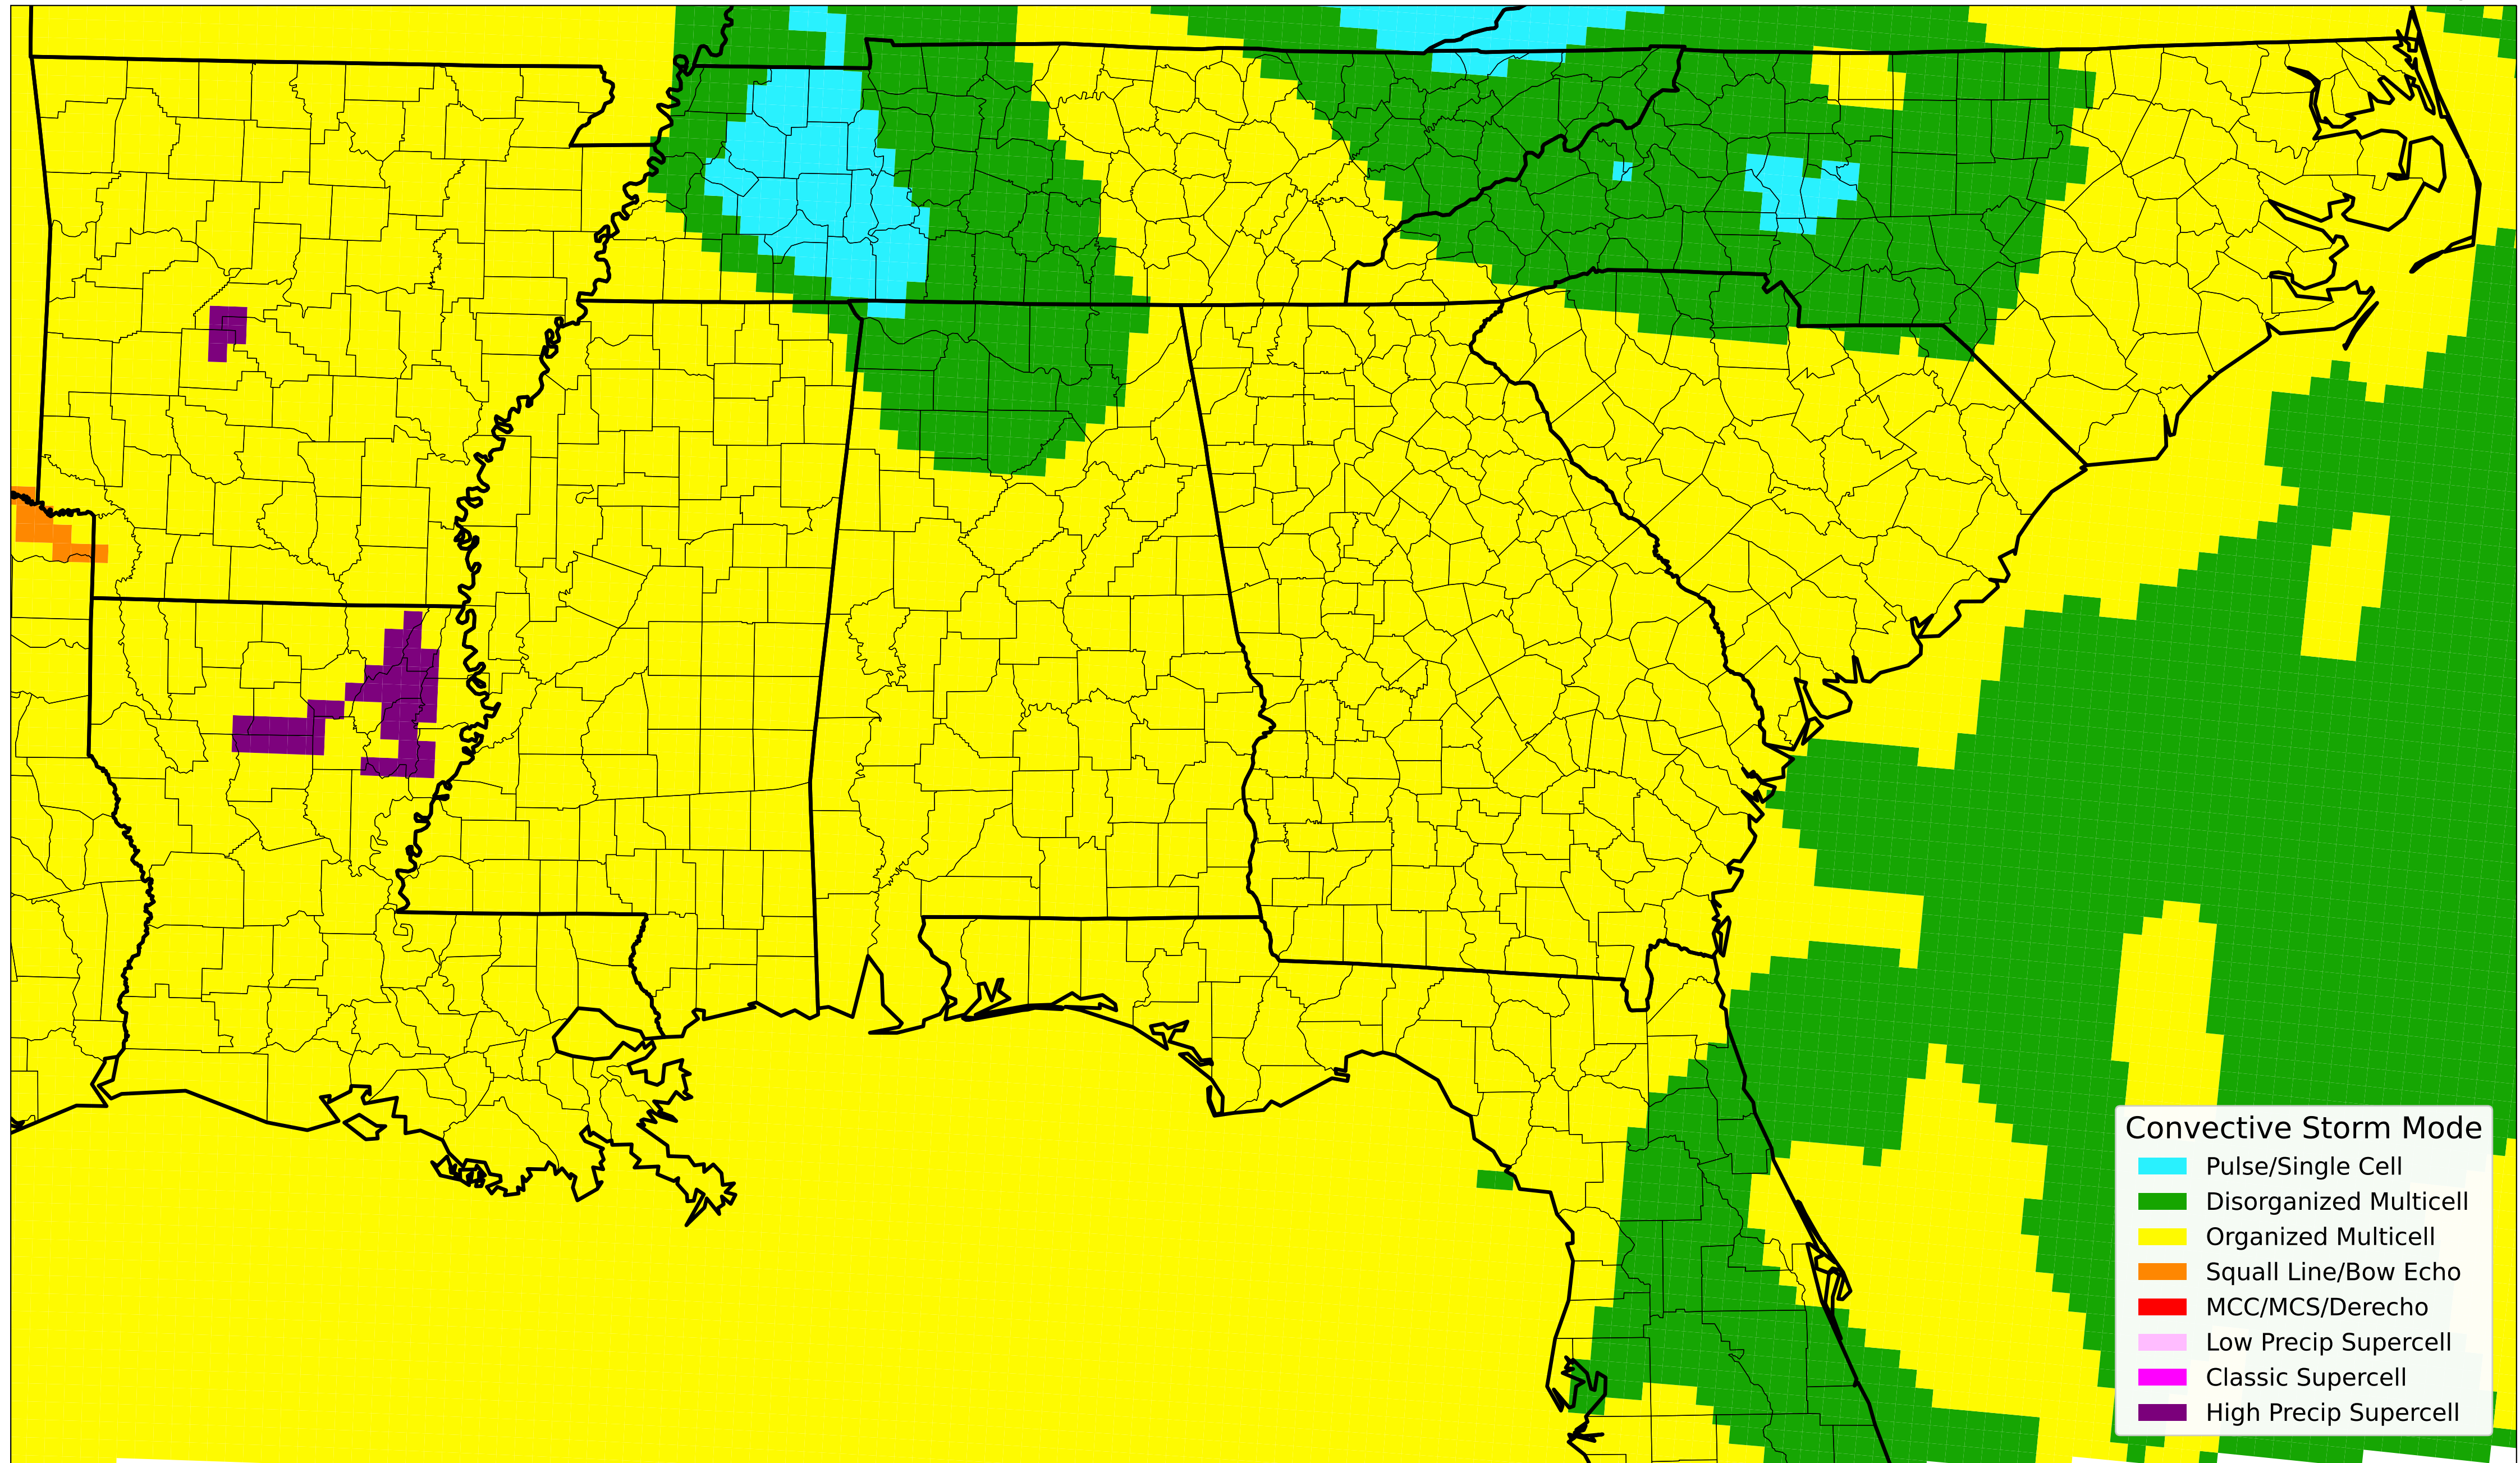 Convective Storm Mode
Pulse/Single Cell
Disorganized Multicell
Organized Multicell
Squall Line/Bow Echo
MCC/MCS/Derecho
Low Precip Supercell
Classic Supercell
High Precip Supercell